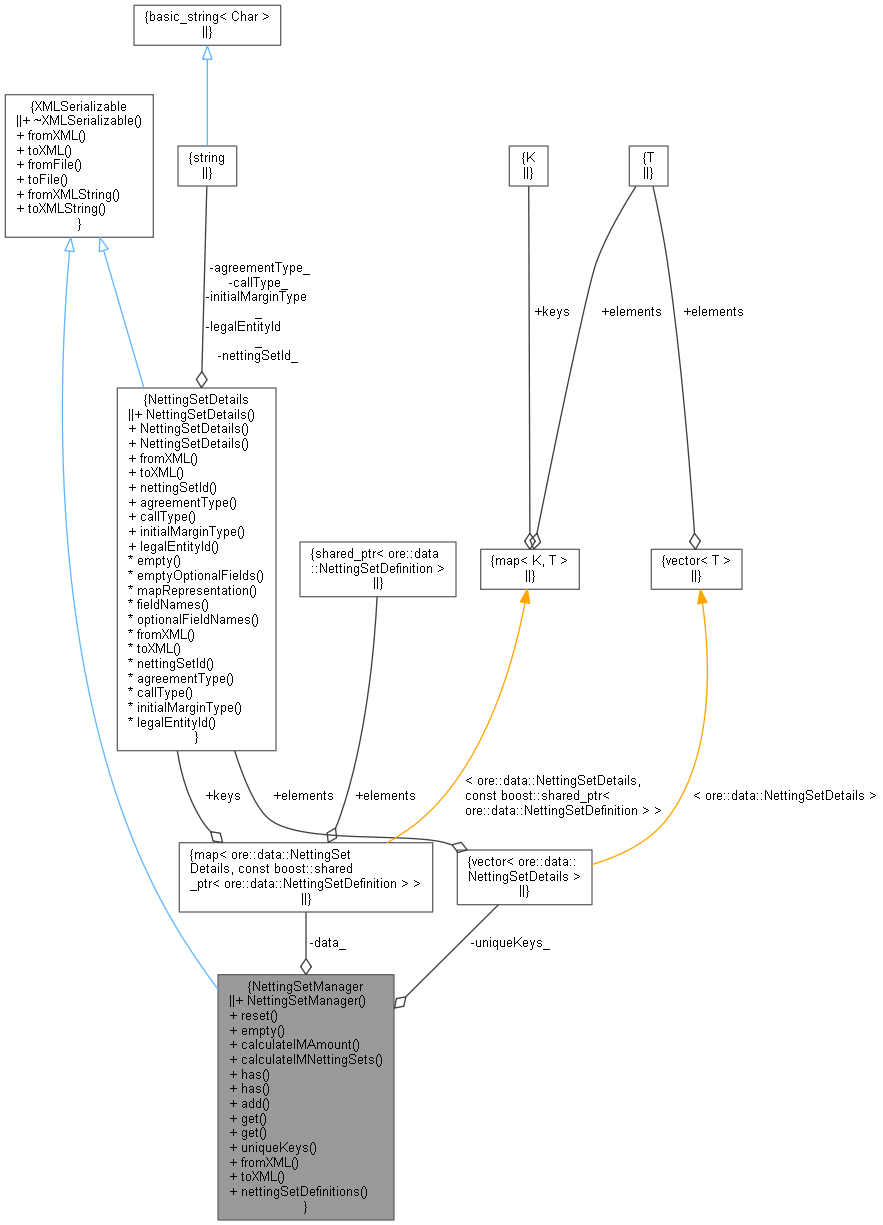 {basic_string< Char >
||}
{XMLSerializable
||+ ~XMLSerializable()
+ fromXML()
+ toXML()
+ fromFile()
+ toFile()
+ fromXMLString()
+ toXMLString()
}
{string
||}
{K
||}
{T
||}
-agreementType_
-callType_
-initialMarginType
_
-legalEntityId
_
-nettingSetId_
+keys
+elements
+elements
{NettingSetDetails
||+ NettingSetDetails()
+ NettingSetDetails()
+ NettingSetDetails()
+ fromXML()
+ toXML()
+ nettingSetId()
+ agreementType()
+ callType()
+ initialMarginType()
+ legalEntityId()
* empty()
* emptyOptionalFields()
* mapRepresentation()
* fieldNames()
* optionalFieldNames()
* fromXML()
* toXML()
* nettingSetId()
* agreementType()
* callType()
* initialMarginType()
* legalEntityId()
}
{shared_ptr< ore::data
::NettingSetDefinition >
||}
{map< K, T >
||}
{vector< T >
||}
+keys
+elements
+elements
< ore::data::NettingSetDetails,
const boost::shared_ptr<
ore::data::NettingSetDefinition > >
< ore::data::NettingSetDetails >
{map< ore::data::NettingSet
Details, const boost::shared
_ptr< ore::data::NettingSetDefinition > >
||}
{vector< ore::data::
NettingSetDetails >
||}
-data_
-uniqueKeys_
{NettingSetManager
||+ NettingSetManager()
+ reset()
+ empty()
+ calculateIMAmount()
+ calculateIMNettingSets()
+ has()
+ has()
+ add()
+ get()
+ get()
+ uniqueKeys()
+ fromXML()
+ toXML()
+ nettingSetDefinitions()
}